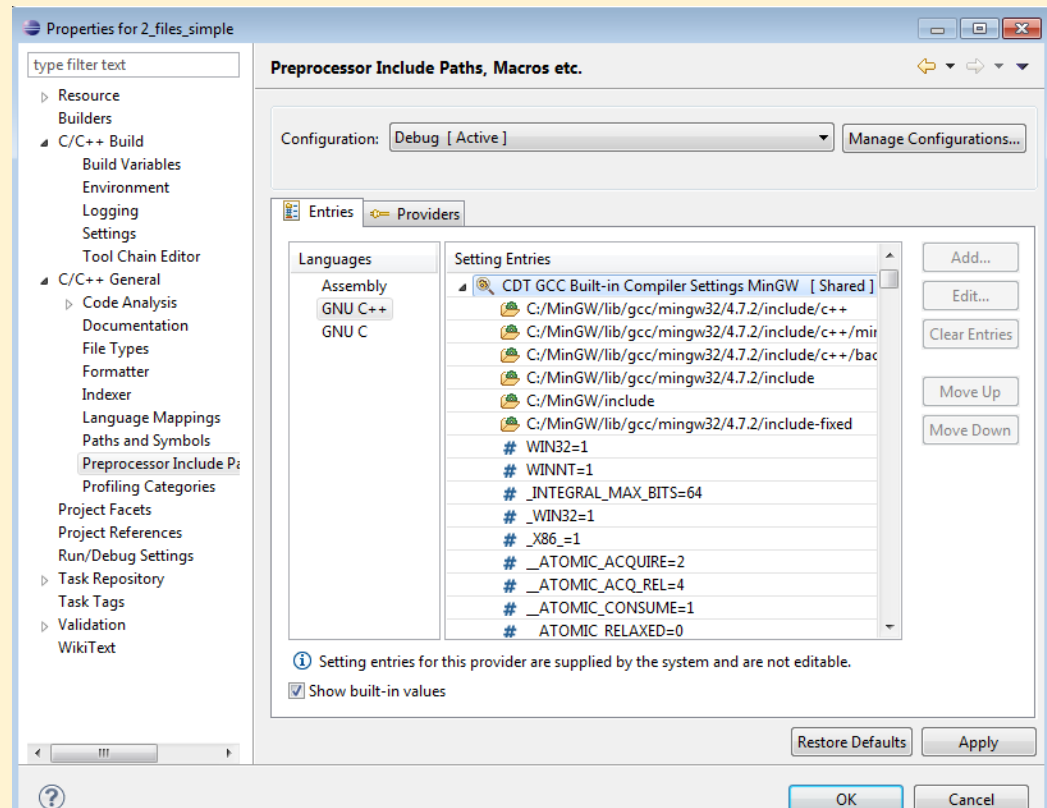 Properties for 2_files_simple
type filter text
Resource
Builders
C/C++ Build
Build Variables
Environment
Logging
Settings
Tool Chain Editor
C/C++ General
Code Analysis
Documentation
File Types
Formatter
Indexer
Language Mappings
Paths and Symbols
Preprocessor Include Pa
Profiling Categories
Project Facets
Project References
Run/Debug Settings
Task Repository
Task Tags
Validation
WikiText
Preprocessor Include Paths, Macros etc.
Configuration: Debug [ Active ] Manage Configurations...
Entries Providers
Languages
Assembly
GNU C++
GNU C
Setting Entries
CDT GCC Built-in Compiler Settings MinGW [ Shared ]
C:/MinGW/lib/gcc/mingw32/4.7.2/include/c++
C:/MinGW/lib/gcc/mingw32/4.7.2/include/c++/min
C:/MinGW/lib/gcc/mingw32/4.7.2/include/c++/bac
C:/MinGW/lib/gcc/mingw32/4.7.2/include
C:/MinGW/include
C:/MinGW/lib/gcc/mingw32/4.7.2/include-fixed
# WIN32=1
# WINNT=1
# _INTEGRAL_MAX_BITS=64
# _WIN32=1
# _X86_=1
# __ATOMIC_ACQUIRE=2
# __ATOMIC_ACQ_REL=4
# __ATOMIC_CONSUME=1
# __ATOMIC_RELAXED=0
Add...
Edit...
Clear Entries
Move Up
Move Down
Setting entries for this provider are supplied by the system and are not editable.
Show built-in values
Restore Defaults Apply
OK Cancel